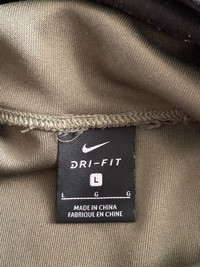 DRI-FIT
L
L G G
MADE IN CHINA
FABRIQUÉ EN CHINE